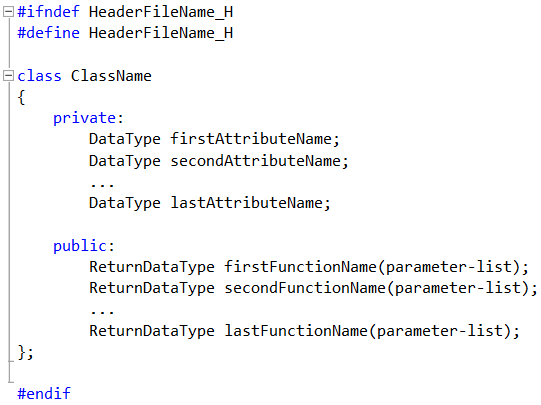 #ifndef HeaderFileName_H
#define HeaderFileName_H
class ClassName
{
private:
DataType firstAttributeName;
DataType secondAttributeName;
...
DataType lastAttributeName;
public:
ReturnDataType firstFunctionName(parameter-list);
ReturnDataType secondFunctionName(parameter-list);
...
ReturnDataType lastFunctionName(parameter-list);
};
#endif